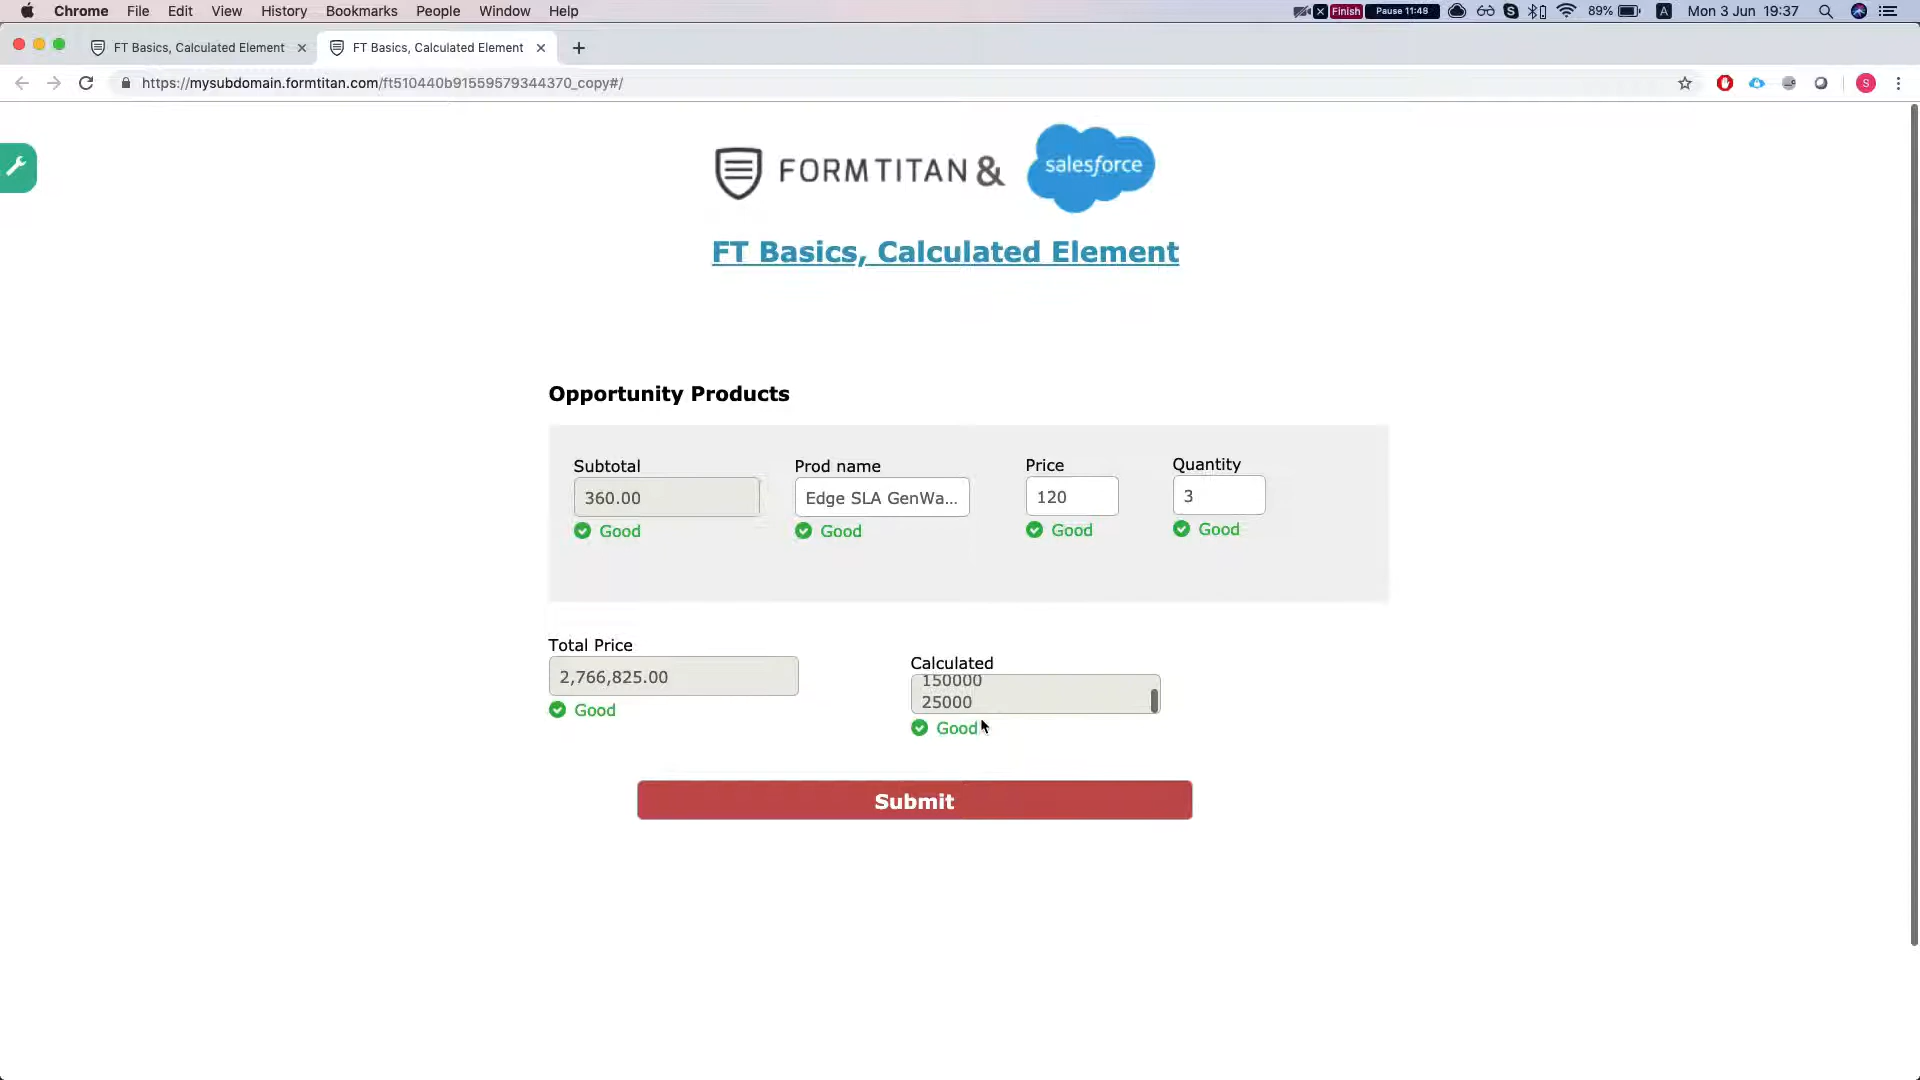 Chrome File Edit View History Bookmarks People Window Help Finish Pause 11:48 89% A Mon 3 Jun 19:37
FT Basics, Calculated Element FT Basics, Calculated Element
https://mysubdomain.formtitan.com/ft510440b91559579344370_copy#/ S
FORMTITAN & salesforce
FT Basics, Calculated Element
Opportunity Products
Subtotal Prod name Price Quantity
360.00 Edge SLA GenWa... 120 3
Good Good Good Good
Total Price
Calculated
2,766,825.00
150000
25000
Good
Good
Submit